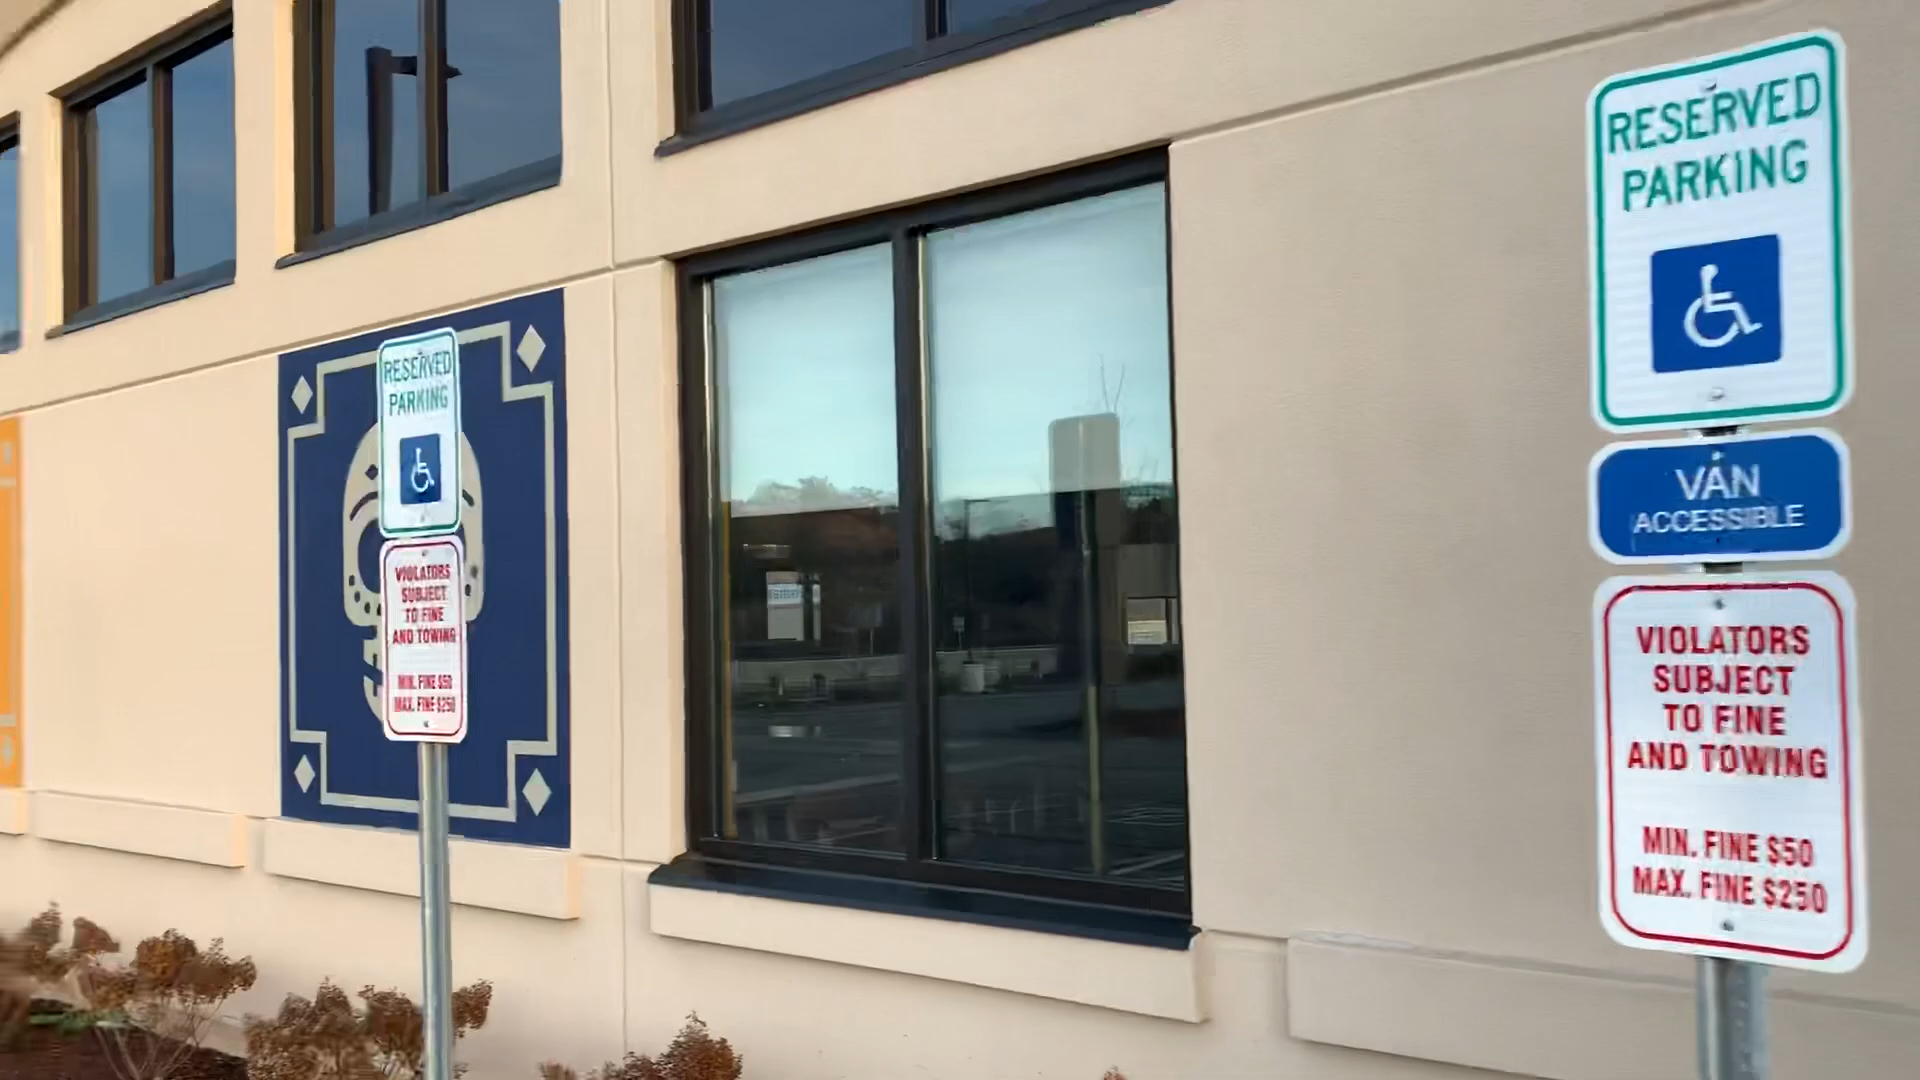 RESERVED
PARKING
VIOLATORS
SUBJECT
TO FINE
AND TOWING
MIN. FINE $50
MAX. FINE $250
RESERVED
PARKING
VAN
ACCESSIBLE
VIOLATORS
SUBJECT
TO FINE
AND TOWING
MIN. FINE $50
MAX. FINE $250